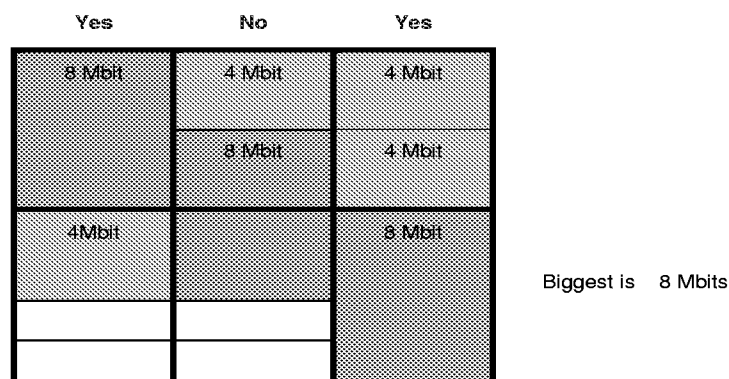 Yes No Yes
8 Mbit 4 Mbit 4 Mbit
8 Mbit 4 Mbit
4Mbit 8 Mbit
Biggest is 8 Mbits